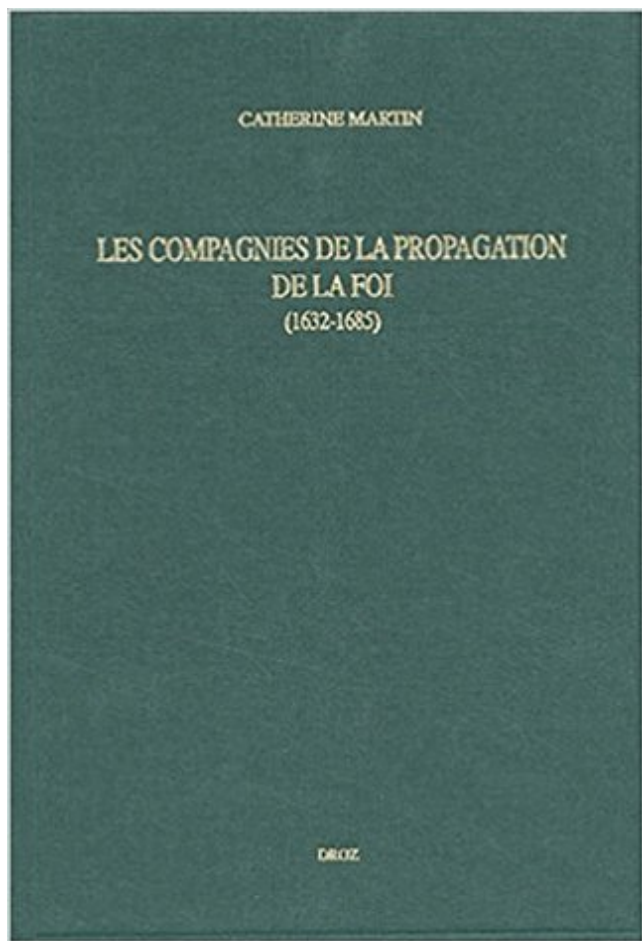 CATHERINE MARTIN
LES COMPAGNIES DE LA PROPAGATION
DE LA FOI
(1632-1685)
DROZ